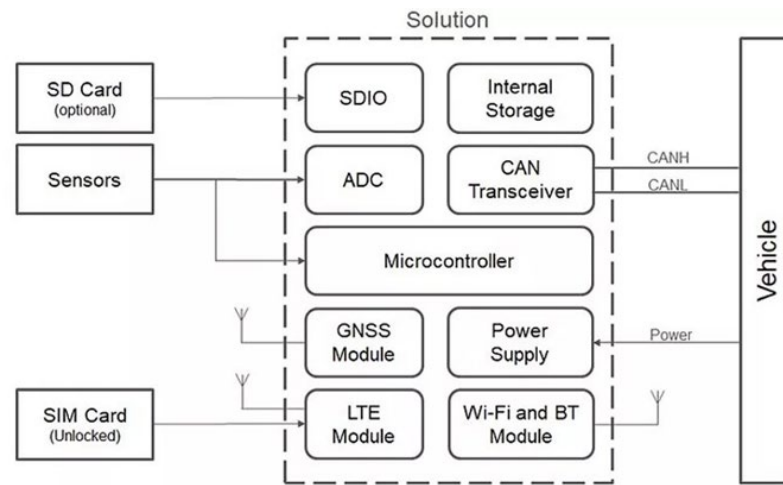 Solution
SD Card
(optional)
SDIO
Internal
Storage
Sensors
ADC
CAN
Transceiver
CANH
CANL
Microcontroller
Vehicle
GNSS
Module
Power
Supply
Power
SIM Card
(Unlocked)
LTE
Module
Wi-Fi and BT
Module